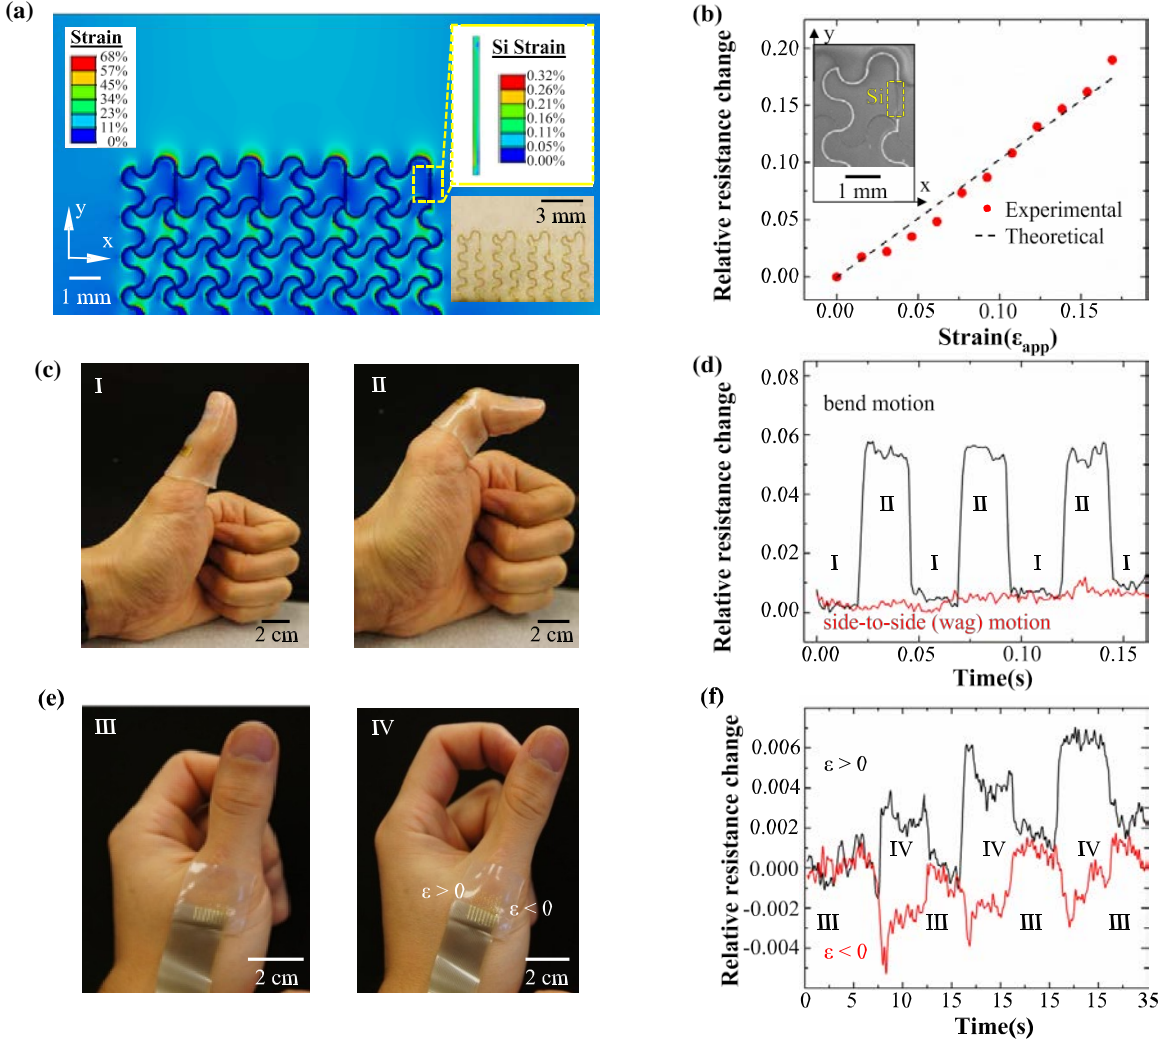 (a)
Strain
68%
57%
45%
34%
23%
11%
0%
Si Strain
0.32%
0.26%
0.21%
0.16%
0.11%
0.05%
0.00%
y
x
1 mm
3 mm
(b)
Relative resistance change
0.20
0.15
0.10
0.05
0.00
y
Si
1 mm
x
Experimental
Theoretical
0.00 0.05 0.10 0.15
Strain(ε_app)
(c)
I
2 cm
II
2 cm
(d)
Relative resistance change
0.08
0.06
0.04
0.02
0.00
bend motion
II II II
I I I I
side-to-side (wag) motion
0.00 0.05 0.10 0.15
Time(s)
(e)
III
2 cm
IV
ε > 0
ε < 0
2 cm
(f)
Relative resistance change
0.006
0.004
0.002
0.000
-0.002
-0.004
ε > 0
IV IV IV
III III III III
ε < 0
0 5 10 15 15 15 15 35
Time(s)